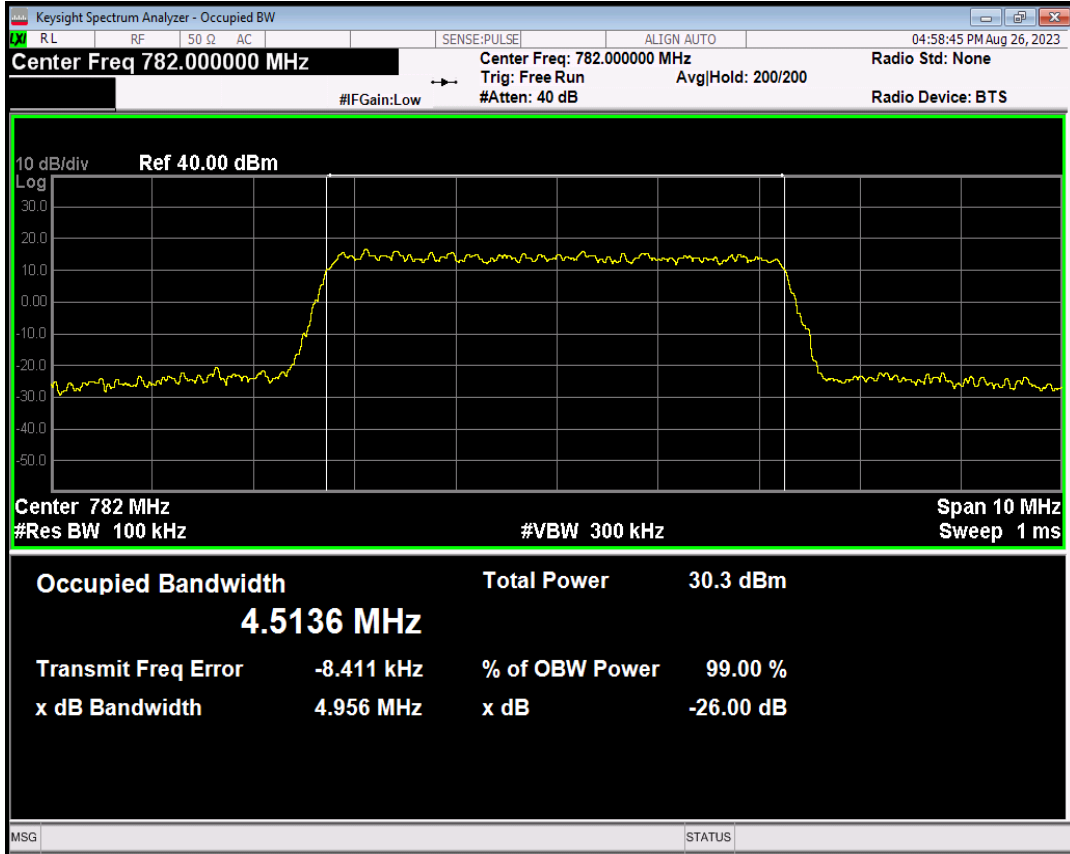 Keysight Spectrum Analyzer - Occupied BW
LXI RL RF 50 Ω AC SENSE:PULSE ALIGN AUTO 04:58:45 PM Aug 26, 2023
Center Freq 782.000000 MHz Center Freq: 782.000000 MHz Radio Std: None
Trig: Free Run Avg|Hold: 200/200
#IFGain:Low #Atten: 40 dB Radio Device: BTS
10 dB/div Ref 40.00 dBm
Log
30.0
20.0
10.0
0.00
-10.0
-20.0
-30.0
-40.0
-50.0
Center 782 MHz Span 10 MHz
#Res BW 100 kHz #VBW 300 kHz Sweep 1 ms
Occupied Bandwidth Total Power 30.3 dBm
4.5136 MHz
Transmit Freq Error -8.411 kHz % of OBW Power 99.00 %
x dB Bandwidth 4.956 MHz x dB -26.00 dB
MSG STATUS